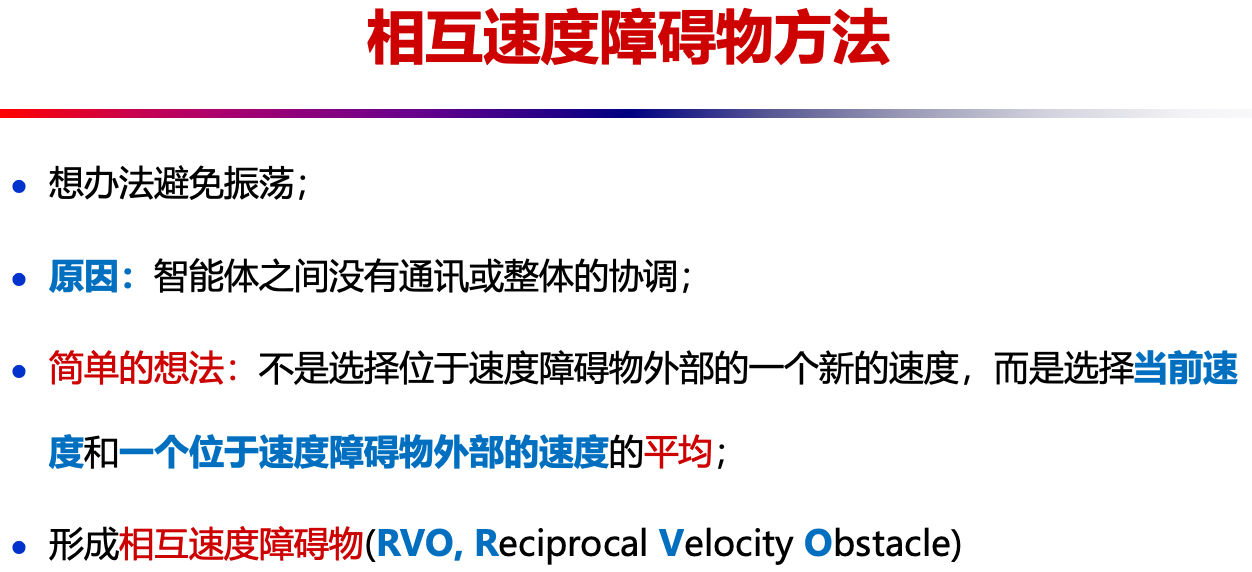 相互速度障碍物方法
• 想办法避免振荡；
• 原因：智能体之间没有通讯或整体的协调；
• 简单的想法：不是选择位于速度障碍物外部的一个新的速度，而是选择当前速
度和一个位于速度障碍物外部的速度的平均；
• 形成相互速度障碍物(RVO, Reciprocal Velocity Obstacle)